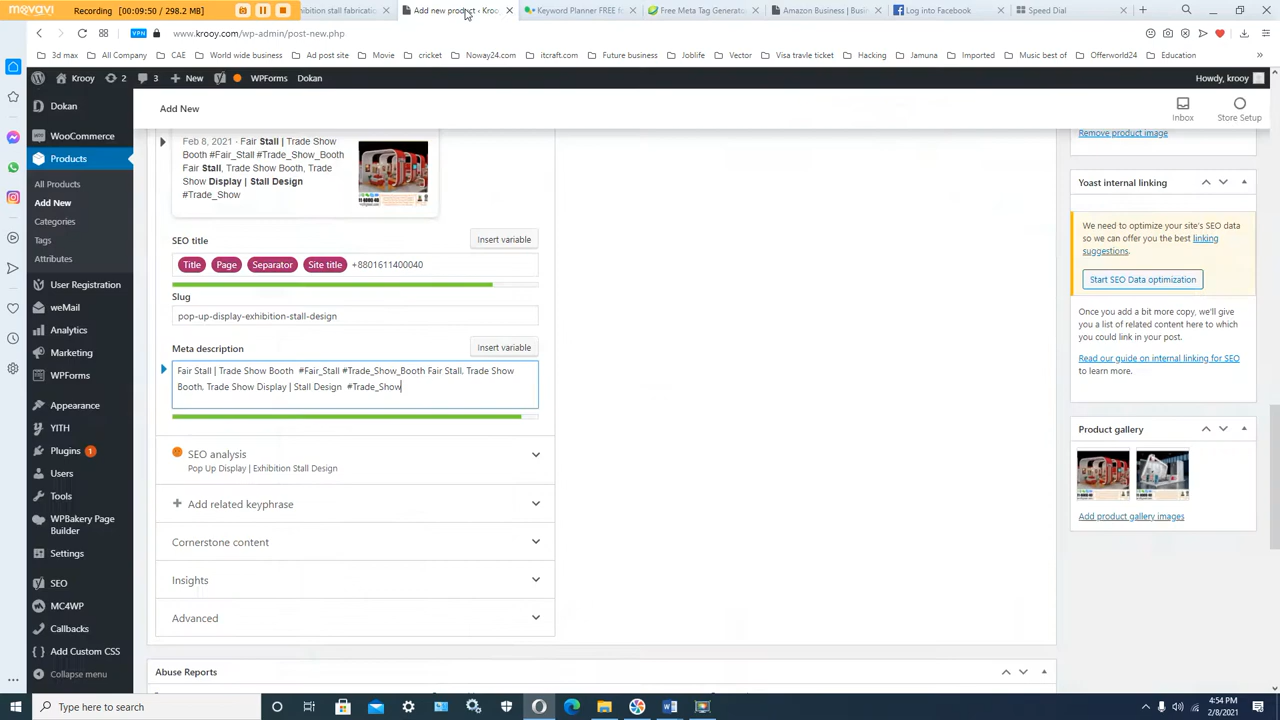 movavi
Recording (00:09:50 / 298.2 MB)
hibition stall fabricatio
Add new product ‹ Kroo
Keyword Planner FREE fo
Free Meta Tag Generato
Amazon Business | Busin
Log into Facebook
Speed Dial
VPN
www.krooy.com/wp-admin/post-new.php
3d max
All Company
CAE
World wide business
Ad post site
Movie
cricket
Noway24.com
itcraft.com
Future business
Joblife
Vector
Visa travle ticket
Hacking
Jamuna
Imported
Music best of
Offerworld24
Education
Krooy
2
3
New
WPForms
Dokan
Howdy, krooy
Dokan
WooCommerce
Products
All Products
Add New
Categories
Tags
Attributes
User Registration
weMail
Analytics
Marketing
WPForms
Appearance
YITH
Plugins 1
Users
Tools
WPBakery Page
Builder
Settings
SEO
MC4WP
Callbacks
Add Custom CSS
Collapse menu
Add New
Inbox
Store Setup
Feb 8, 2021 · Fair Stall | Trade Show
Booth #Fair_Stall #Trade_Show_Booth
Fair Stall, Trade Show Booth, Trade
Show Display | Stall Design
#Trade_Show
SEO title
Insert variable
Title Page Separator Site title +8801611400040
Slug
pop-up-display-exhibition-stall-design
Meta description
Insert variable
Fair Stall | Trade Show Booth #Fair_Stall #Trade_Show_Booth Fair Stall, Trade Show
Booth, Trade Show Display | Stall Design #Trade_Show
SEO analysis
Pop Up Display | Exhibition Stall Design
Add related keyphrase
Cornerstone content
Insights
Advanced
Abuse Reports
Remove product image
Yoast internal linking
We need to optimize your site's SEO data
so we can offer you the best linking
suggestions.
Start SEO Data optimization
Once you add a bit more copy, we'll give
you a list of related content here to which
you could link in your post.
Read our guide on internal linking for SEO
to learn more.
Product gallery
Add product gallery images
Type here to search
4:54 PM
2/8/2021